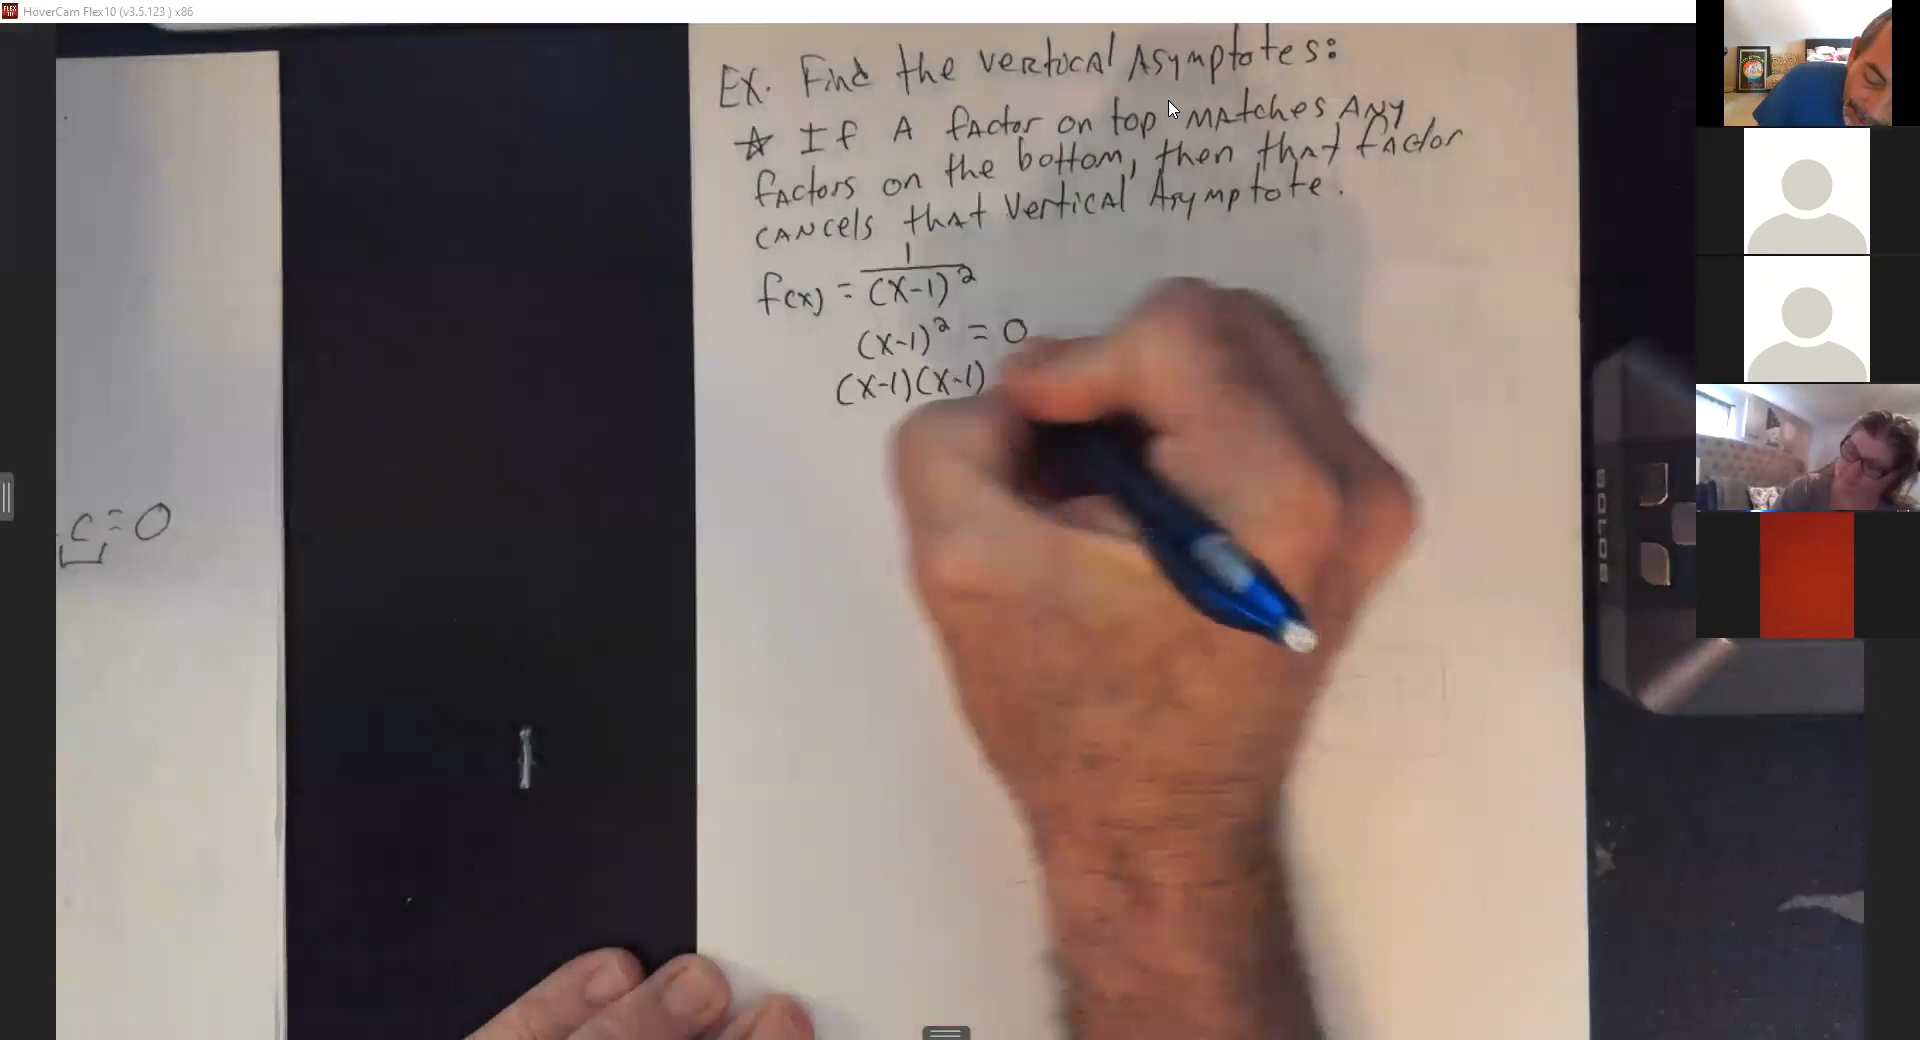 HoverCam Flex10 (v3.5.123 ) x86
EX. Find the vertical Asymptotes:
☆ If A factor on top matches ANY
factors on the bottom, then that factor
cancels that vertical Asymptote.
f(x) = 1/(x-1)²
(x-1)² = 0
(x-1)(x-1)
c = 0
SOLO8